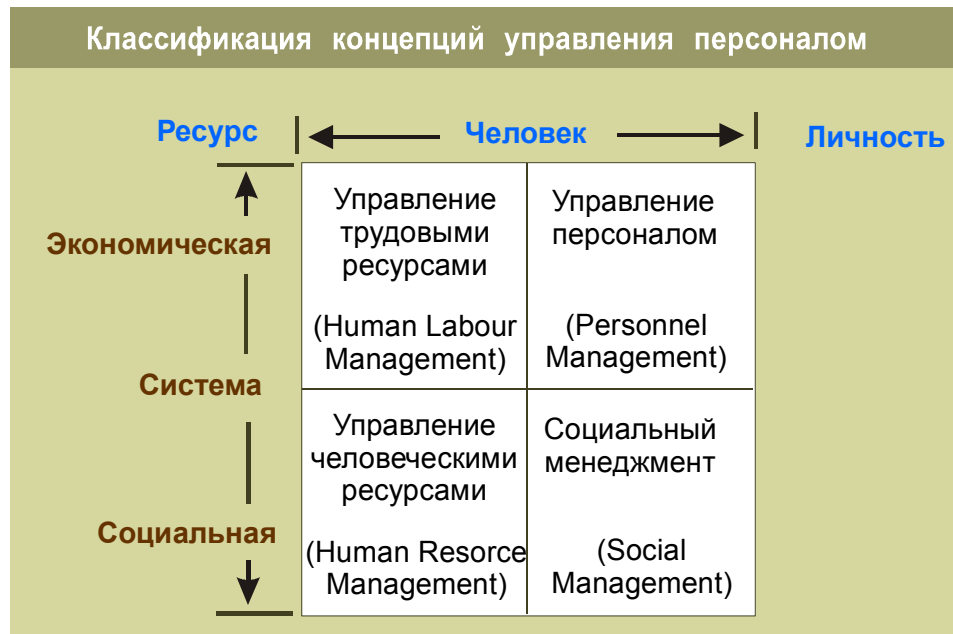 Классификация концепций управления персоналом
Ресурс
Человек
Личность
Экономическая
Система
Социальная
Управление
трудовыми
ресурсами
(Human Labour
Management)
Управление
персоналом
(Personnel
Management)
Управление
человеческими
ресурсами
(Human Resorce
Management)
Социальный
менеджмент
(Social
Management)